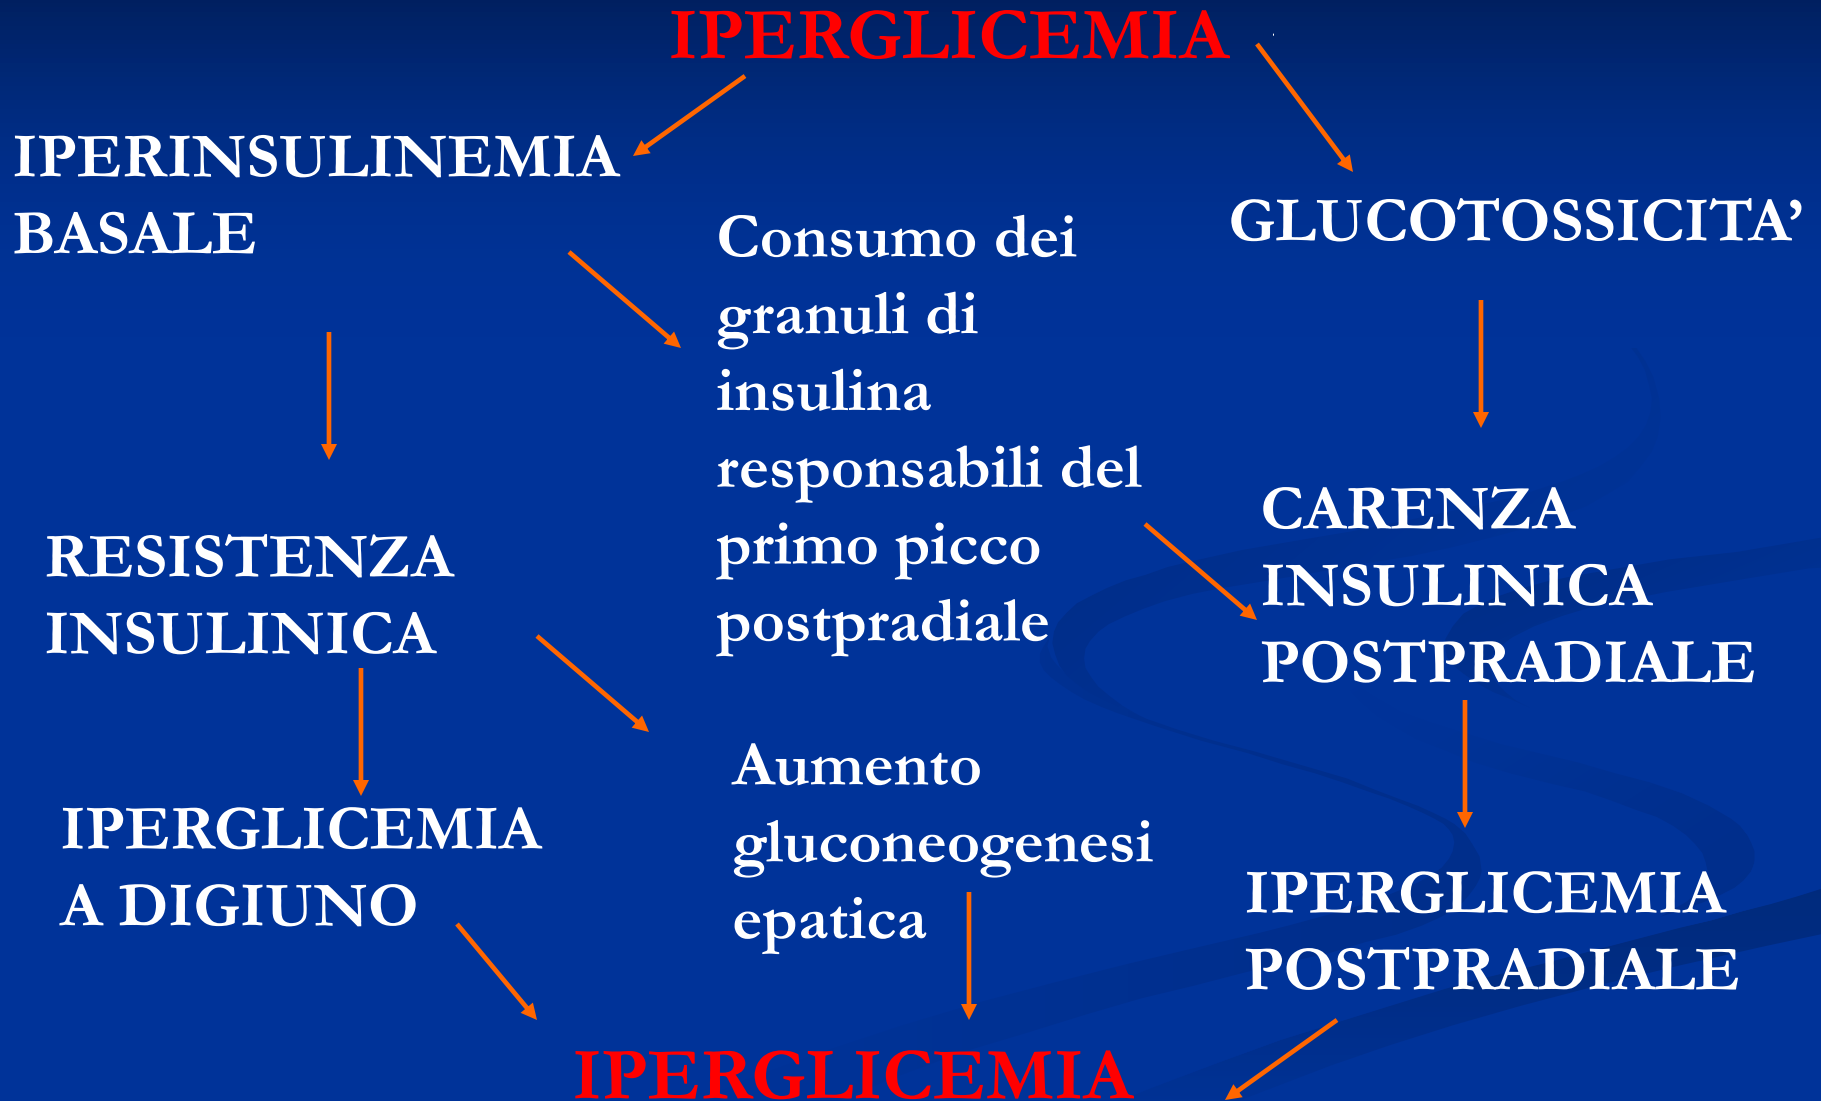 IPERGLICEMIA
IPERINSULINEMIA
BASALE
Consumo dei
granuli di
insulina
responsabili del
primo picco
postpradiale
GLUCOTOSSICITA’
RESISTENZA
INSULINICA
CARENZA
INSULINICA
POSTPRADIALE
IPERGLICEMIA
A DIGIUNO
Aumento
gluconeogenesi
epatica
IPERGLICEMIA
POSTPRADIALE
IPERGLICEMIA